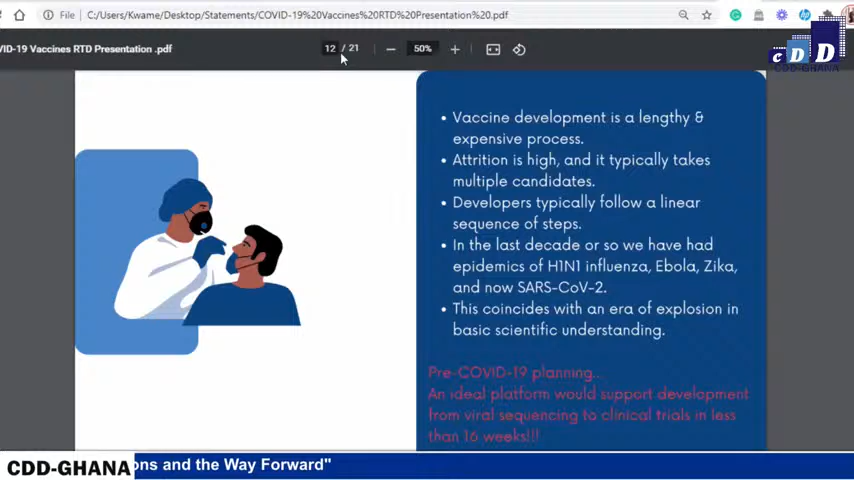 File
C:/Users/Kwame/Desktop/Statements/COVID-19%20Vaccines%20RTD%20Presentation%20.pdf
VID-19 Vaccines RTD Presentation .pdf
12 / 21
50%
cDD
CDD-GHANA
• Vaccine development is a lengthy &
expensive process.
• Attrition is high, and it typically takes
multiple candidates.
• Developers typically follow a linear
sequence of steps.
• In the last decade or so we have had
epidemics of H1N1 influenza, Ebola, Zika,
and now SARS-CoV-2.
• This coincides with an era of explosion in
basic scientific understanding.
Pre-COVID-19 planning...
An ideal platform would support development
from viral sequencing to clinical trials in less
than 16 weeks!!!
CDD-GHANA
ons and the Way Forward"